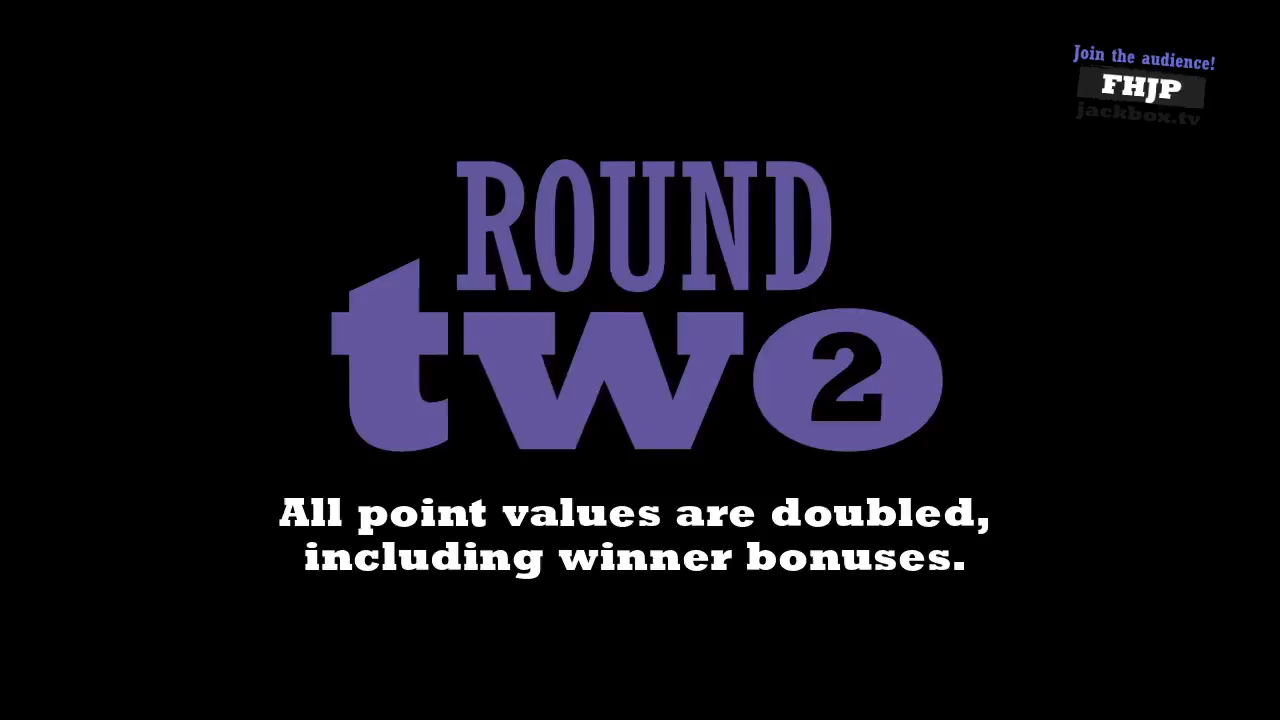 Join the audience!
FHJP
jackbox.tv
ROUND
two
2
All point values are doubled,
including winner bonuses.